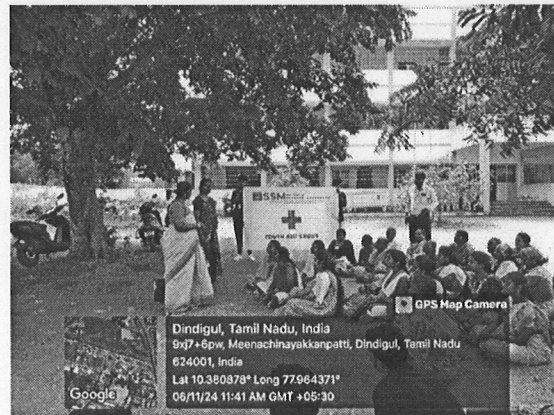 SSM
YOUTH RED CROSS
GPS Map Camera
Dindigul, Tamil Nadu, India
9xj7+6pw, Meenachinayakkanpatti, Dindigul, Tamil Nadu
624001, India
Lat 10.380878° Long 77.964371°
06/11/24 11:41 AM GMT +05:30
Google